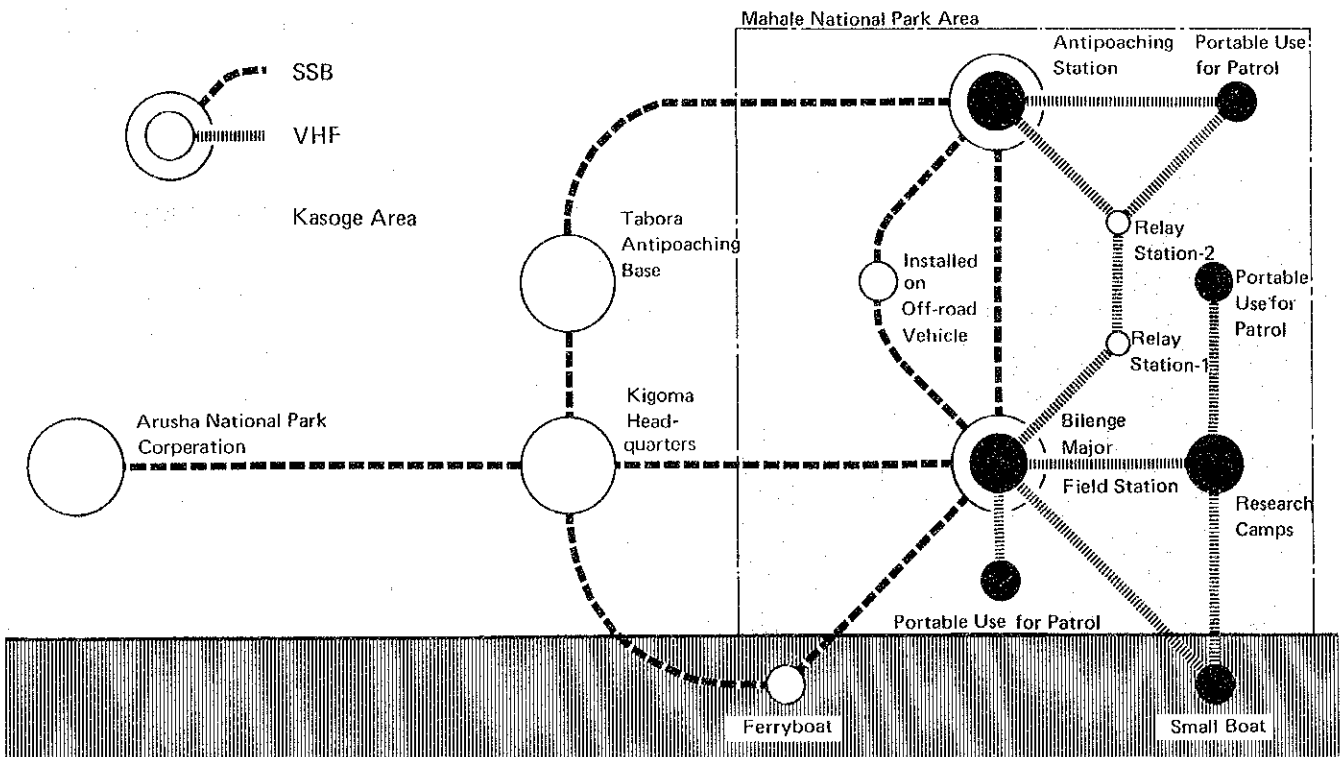 Mahale National Park Area
SSB
VHF
Kasoge Area
Antipoaching
Station
Portable Use
for Patrol
Tabora
Antipoaching
Base
Installed
on
Off-road
Vehicle
Relay
Station-2
Portable
Use for
Patrol
Relay
Station-1
Arusha National Park
Corperation
Kigoma
Head-
quarters
Bilenge
Major
Field Station
Research
Camps
Portable Use for Patrol
Ferryboat
Small Boat